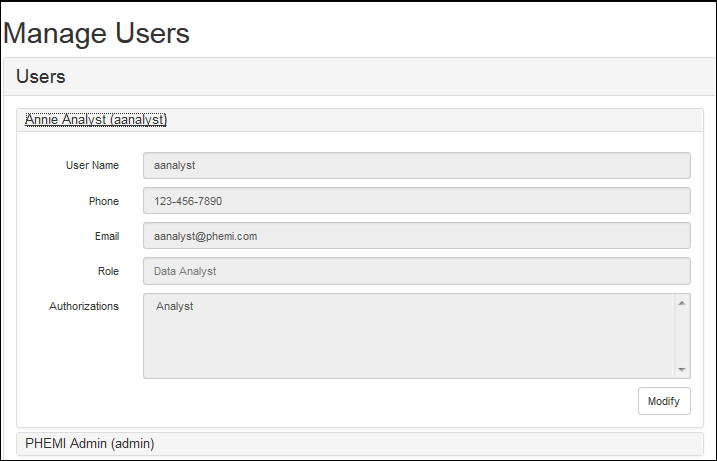 Manage Users
Users
Annie Analyst (aanalyst)
User Name aanalyst
Phone 123-456-7890
Email aanalyst@phemi.com
Role Data Analyst
Authorizations Analyst
Modify
PHEMI Admin (admin)